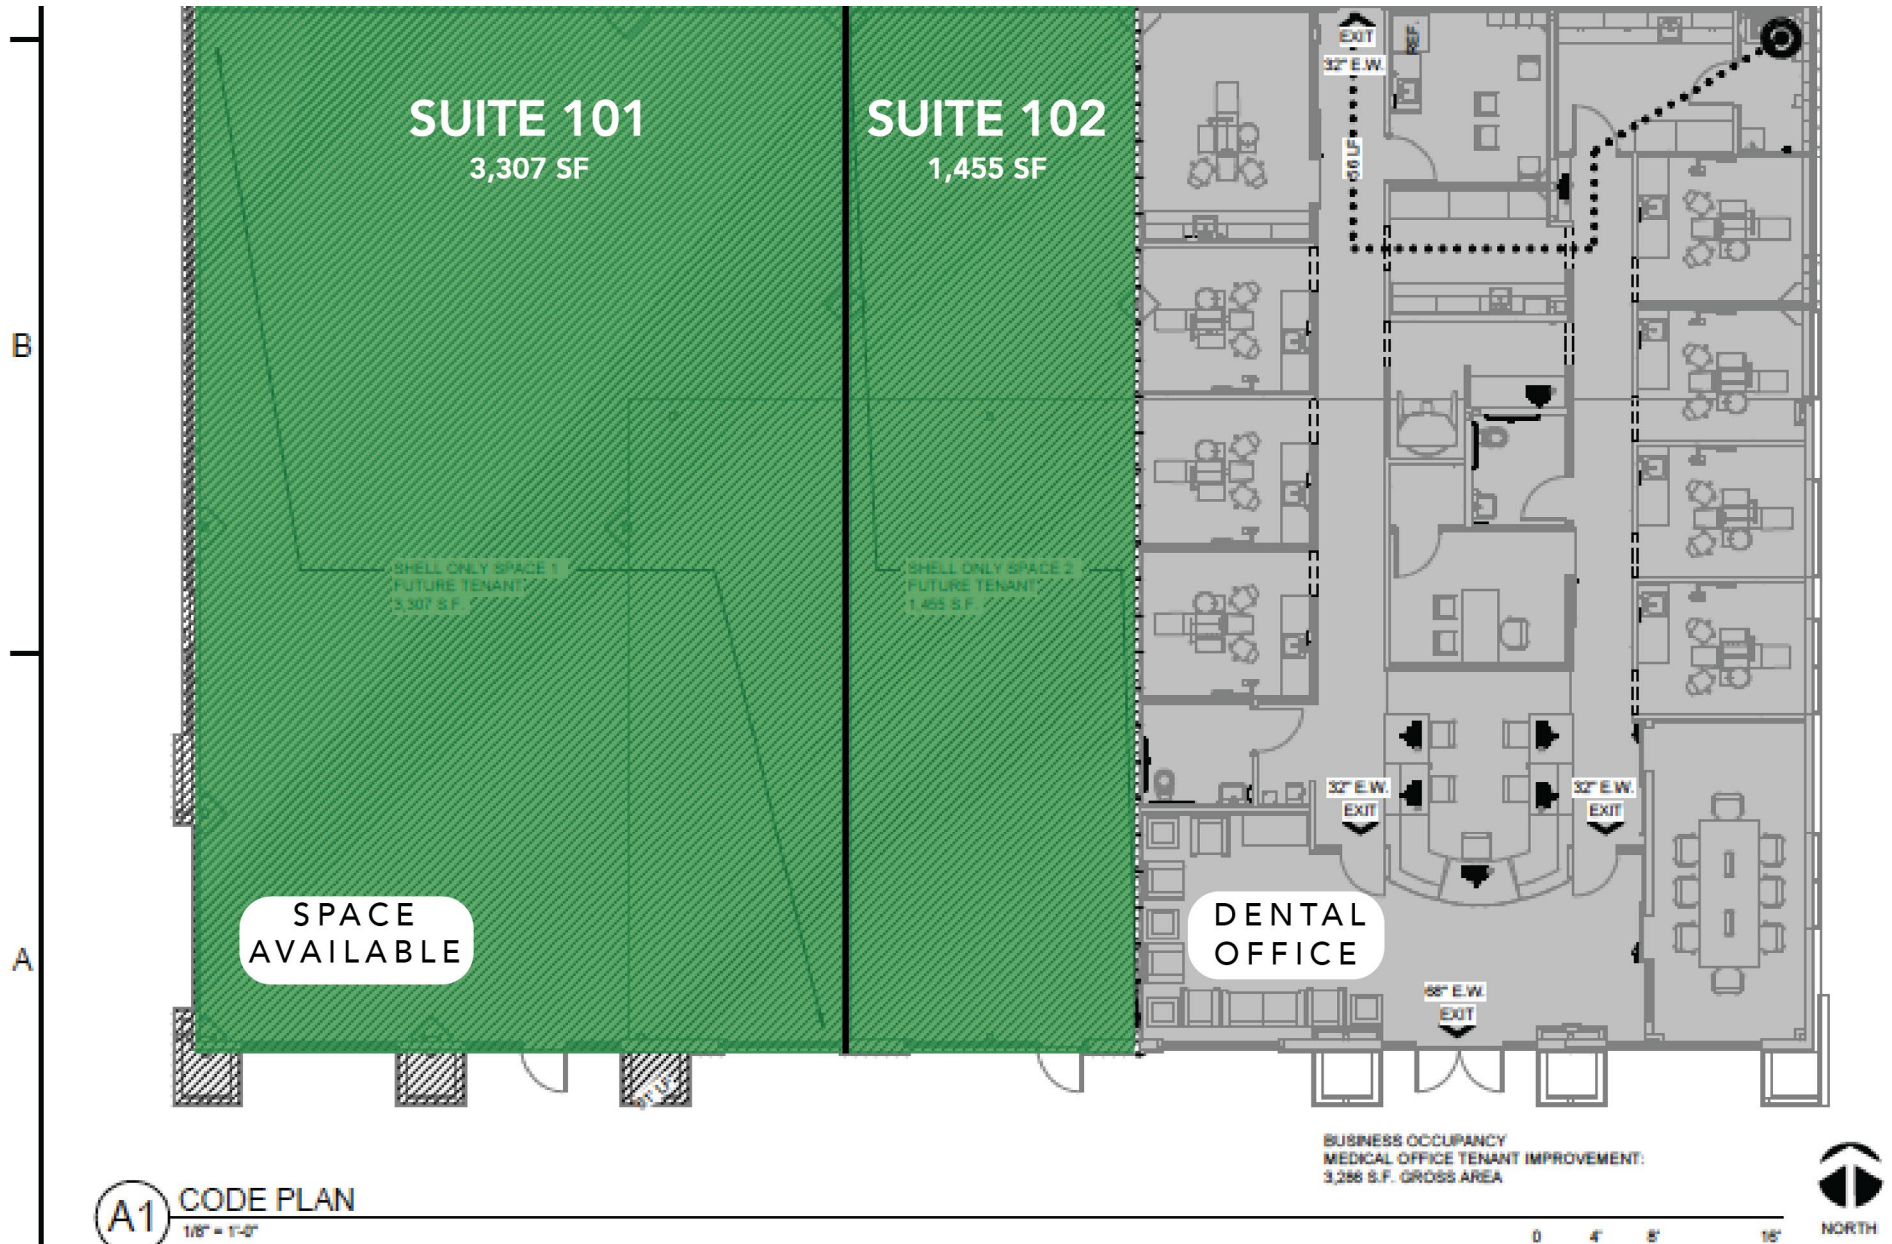 SUITE 101
3,307 SF
SUITE 102
1,455 SF
EXIT
32" E.W.
REF.
B
SHELL ONLY SPACE 1
FUTURE TENANT
3,307 S.F.
SHELL ONLY SPACE 2
FUTURE TENANT
1,455 S.F.
32" E.W.
EXIT
32" E.W.
EXIT
A
SPACE
AVAILABLE
DENTAL
OFFICE
68" E.W.
EXIT
BUSINESS OCCUPANCY
MEDICAL OFFICE TENANT IMPROVEMENT:
3,286 S.F. GROSS AREA
A1
CODE PLAN
1/8" = 1'-0"
0 4' 8' 16'
NORTH